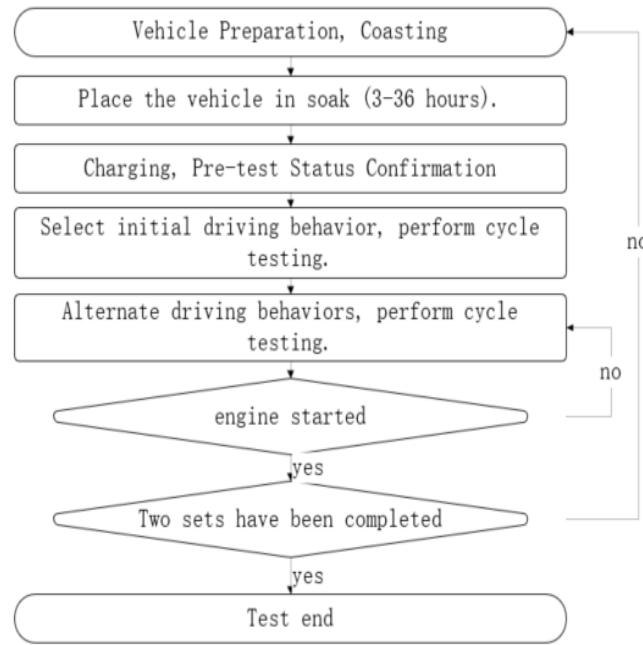 Vehicle Preparation, Coasting
Place the vehicle in soak (3-36 hours).
Charging, Pre-test Status Confirmation
Select initial driving behavior, perform cycle
testing.
no
Alternate driving behaviors, perform cycle
testing.
no
engine started
yes
Two sets have been completed
yes
Test end